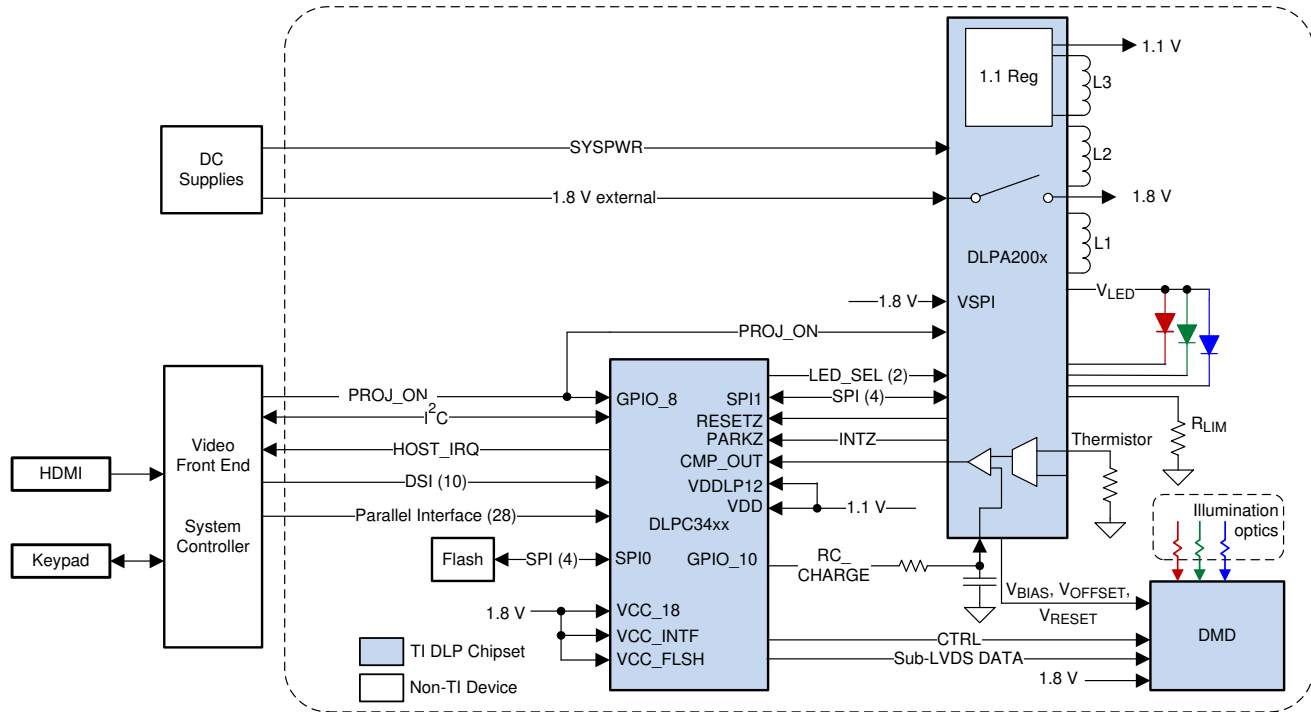 1.1 Reg
1.1 V
L3
L2
DC
Supplies
SYSPWR
1.8 V external
1.8 V
L1
DLPA200x
VLED
1.8 V
VSPI
PROJ_ON
LED_SEL (2)
PROJ_ON
GPIO_8
SPI1
SPI (4)
I2C
RESETZ
RLIM
Video
Front End
System
Controller
HOST_IRQ
PARKZ
INTZ
Thermistor
HDMI
CMP_OUT
DSI (10)
VDDLP12
Parallel Interface (28)
VDD
1.1 V
DLPC34xx
Illumination
optics
Keypad
Flash
SPI (4)
SPI0
GPIO_10
RC_
CHARGE
VBIAS, VOFFSET,
VRESET
1.8 V
VCC_18
VCC_INTF
VCC_FLSH
CTRL
DMD
Sub-LVDS DATA
1.8 V
TI DLP Chipset
Non-TI Device